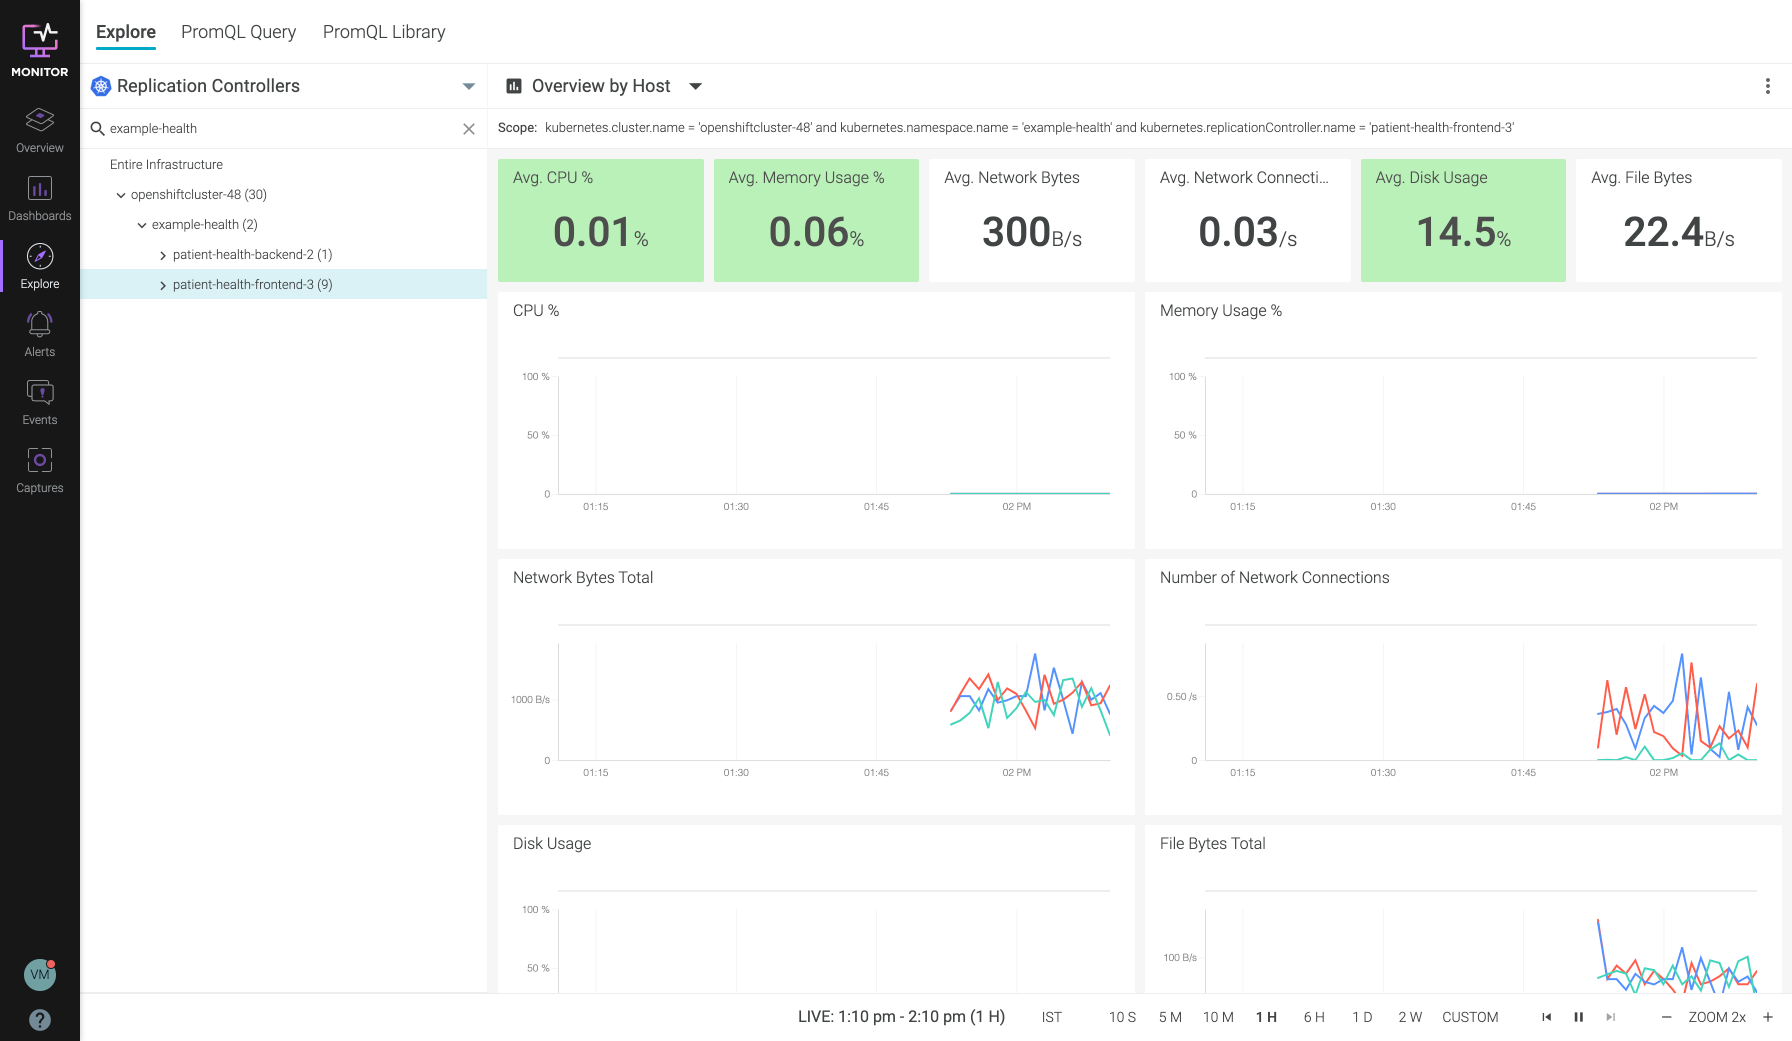 MONITOR
Overview
Dashboards
Explore
Alerts
Events
Captures
VM
?
Explore PromQL Query PromQL Library
Replication Controllers
example-health
Entire Infrastructure
openshiftcluster-48 (30)
example-health (2)
patient-health-backend-2 (1)
patient-health-frontend-3 (9)
Overview by Host
Scope: kubernetes.cluster.name = 'openshiftcluster-48' and kubernetes.namespace.name = 'example-health' and kubernetes.replicationController.name = 'patient-health-frontend-3'
Avg. CPU %
0.01%
Avg. Memory Usage %
0.06%
Avg. Network Bytes
300B/s
Avg. Network Connecti...
0.03/s
Avg. Disk Usage
14.5%
Avg. File Bytes
22.4B/s
CPU %
100 %
50 %
0
01:15 01:30 01:45 02 PM
Memory Usage %
100 %
50 %
0
01:15 01:30 01:45 02 PM
Network Bytes Total
1000 B/s
0
01:15 01:30 01:45 02 PM
Number of Network Connections
0.50 /s
0
01:15 01:30 01:45 02 PM
Disk Usage
100 %
50 %
File Bytes Total
100 B/s
LIVE: 1:10 pm - 2:10 pm (1 H) IST 10 S 5 M 10 M 1 H 6 H 1 D 2 W CUSTOM ZOOM 2x